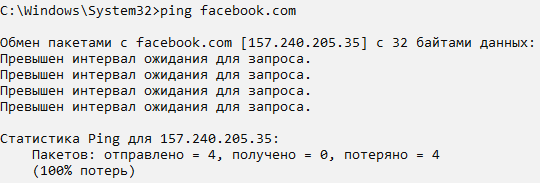 C:\Windows\System32>ping facebook.com
Обмен пакетами с facebook.com [157.240.205.35] с 32 байтами данных:
Превышен интервал ожидания для запроса.
Превышен интервал ожидания для запроса.
Превышен интервал ожидания для запроса.
Превышен интервал ожидания для запроса.
Статистика Ping для 157.240.205.35:
Пакетов: отправлено = 4, получено = 0, потеряно = 4
(100% потерь)